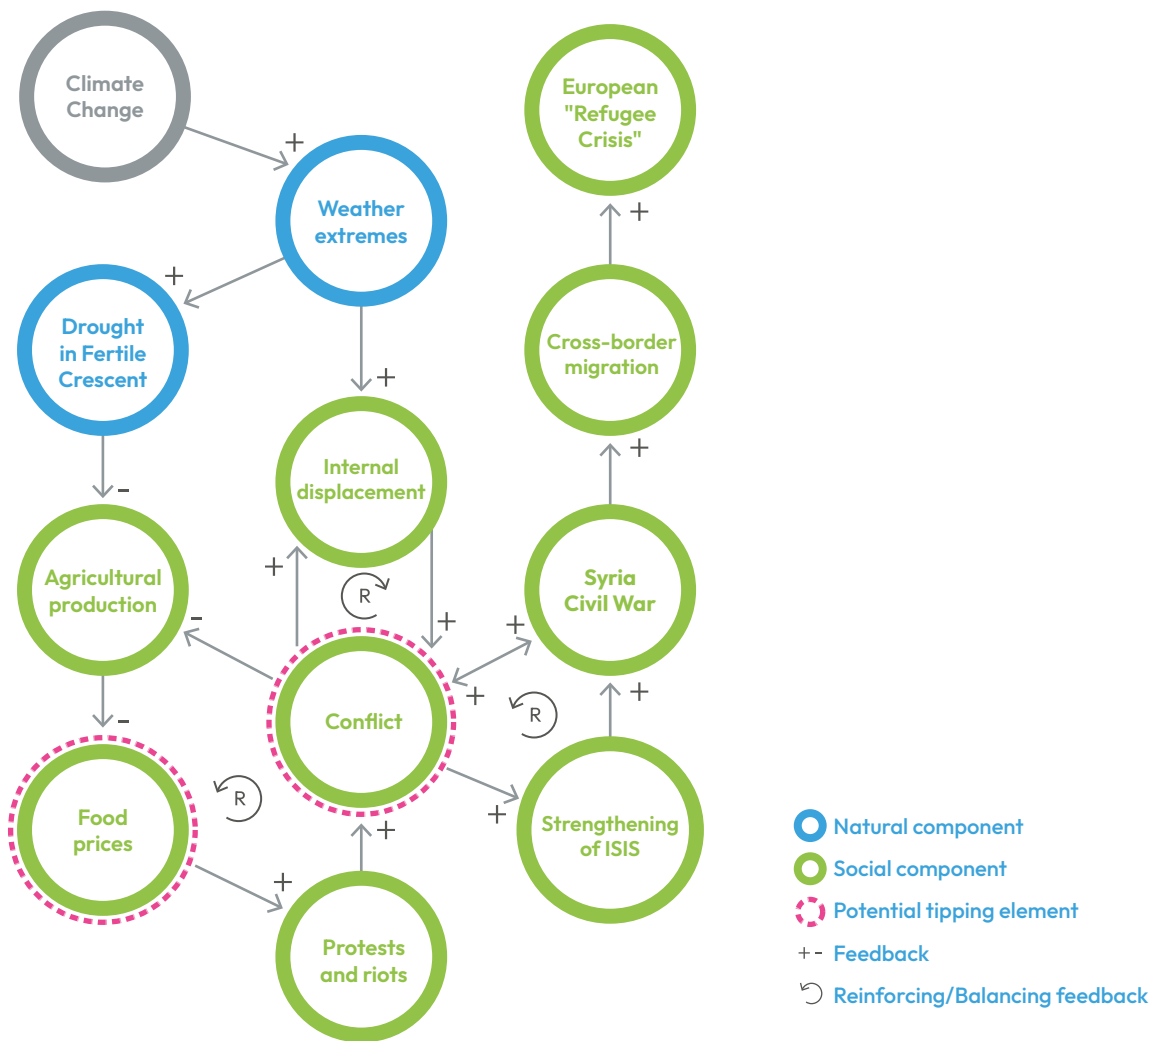 Climate
Change
+
Weather
extremes
+
Drought
in Fertile
Crescent
+
Internal
displacement
-
Agricultural
production
-
Food
prices
+
Protests
and riots
+
Conflict
-
+
+
R
R
R
+
+
+
Strengthening
of ISIS
+
Syria
Civil War
+
Cross-border
migration
+
European
"Refugee
Crisis"
Natural component
Social component
Potential tipping element
+ - Feedback
Reinforcing/Balancing feedback